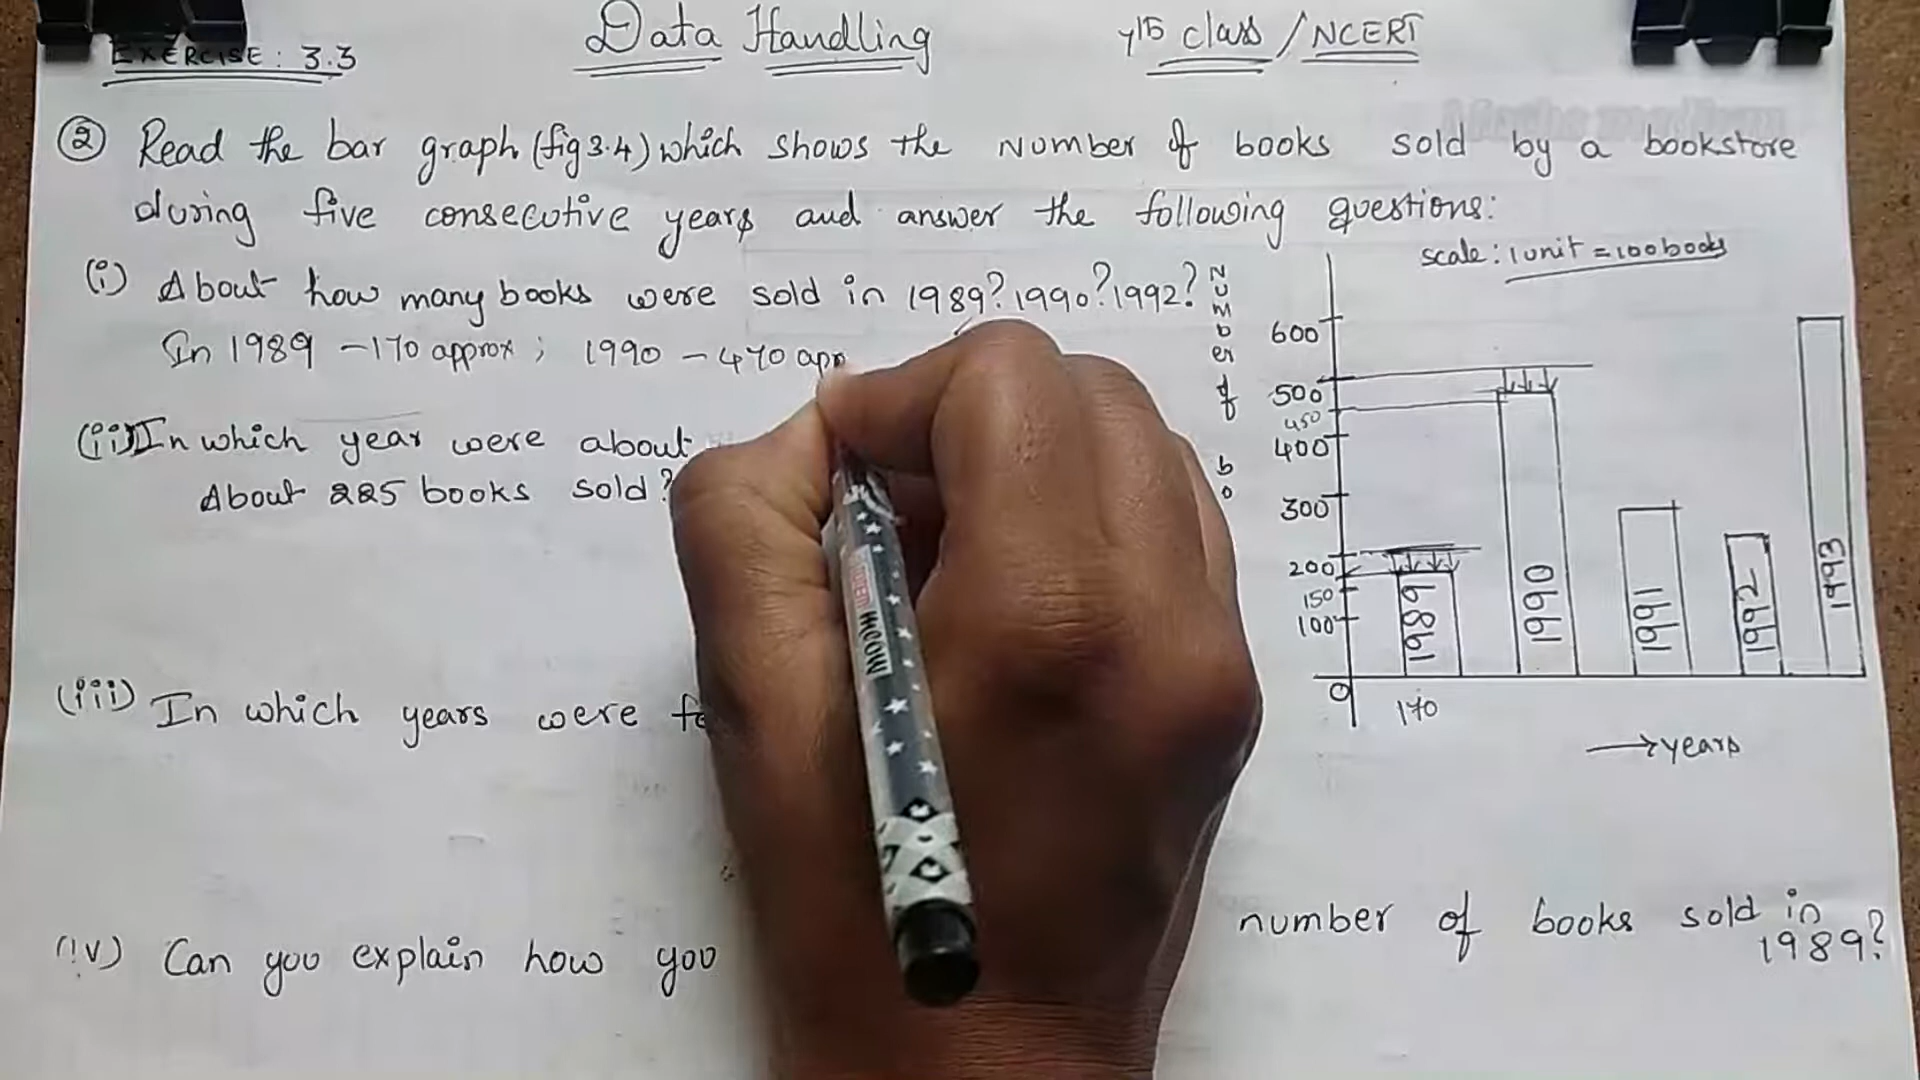 EXERCISE: 3.3
Data Handling
7th class / NCERT
② Read the bar graph (fig 3.4) which shows the Number of books sold by a bookstore
during five consecutive years and answer the following questions:
(i) About how many books were sold in 1989? 1990? 1992?
In 1989 - 170 approx ; 1990 - 470 app
(ii) In which year were about
About 225 books sold?
(iii) In which years were
(iv) Can you explain how you
number of books sold in
1989?
scale: 1 unit = 100 books
Number of bo
600
500
450
400
300
200
150
100
0
1989
1990
1991
1992
1993
170
→ years
meow